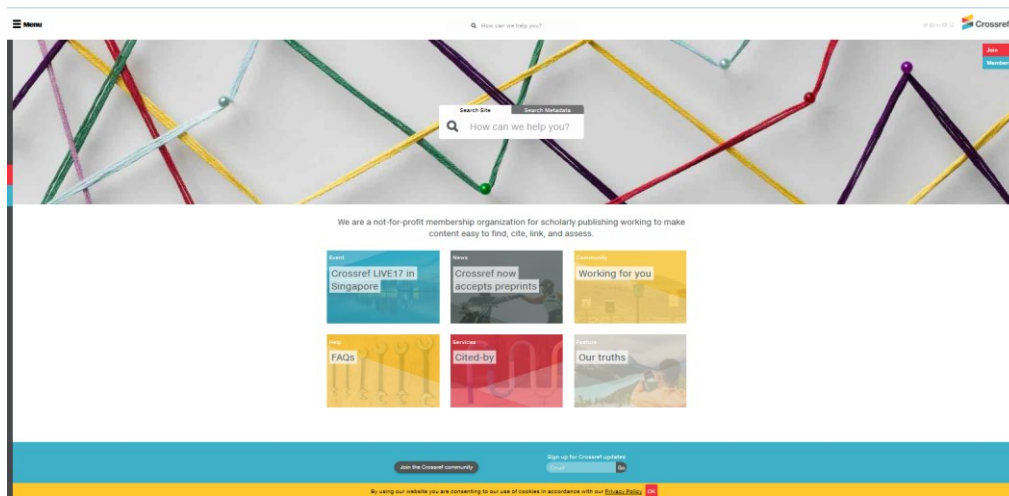 Menu
How can we help you?
Crossref
Join
Member
Search Site
Search Metadata
How can we help you?
We are a not-for-profit membership organization for scholarly publishing working to make
content easy to find, cite, link, and assess.
Event
Crossref LIVE17 in
Singapore
News
Crossref now
accepts preprints
Community
Working for you
Help
FAQs
Services
Cited-by
Feature
Our truths
Join the Crossref community
Sign up for Crossref updates
Email
Go
By using our website you are consenting to our use of cookies in accordance with our Privacy Policy OK